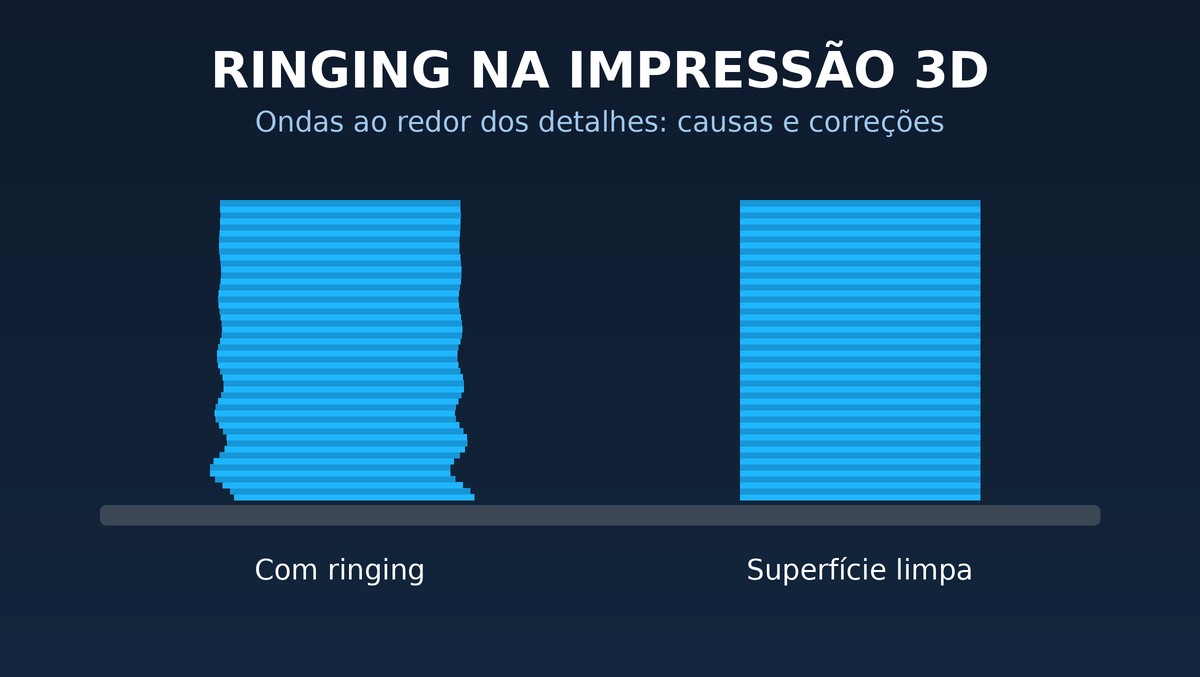 RINGING NA IMPRESSÃO 3D
Ondas ao redor dos detalhes: causas e correções
Com ringing
Superfície limpa